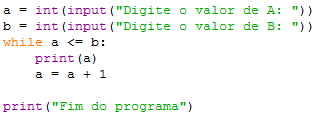 a = int(input("Digite o valor de A: "))
b = int(input("Digite o valor de B: "))
while a <= b:
    print(a)
    a = a + 1
print("Fim do programa")